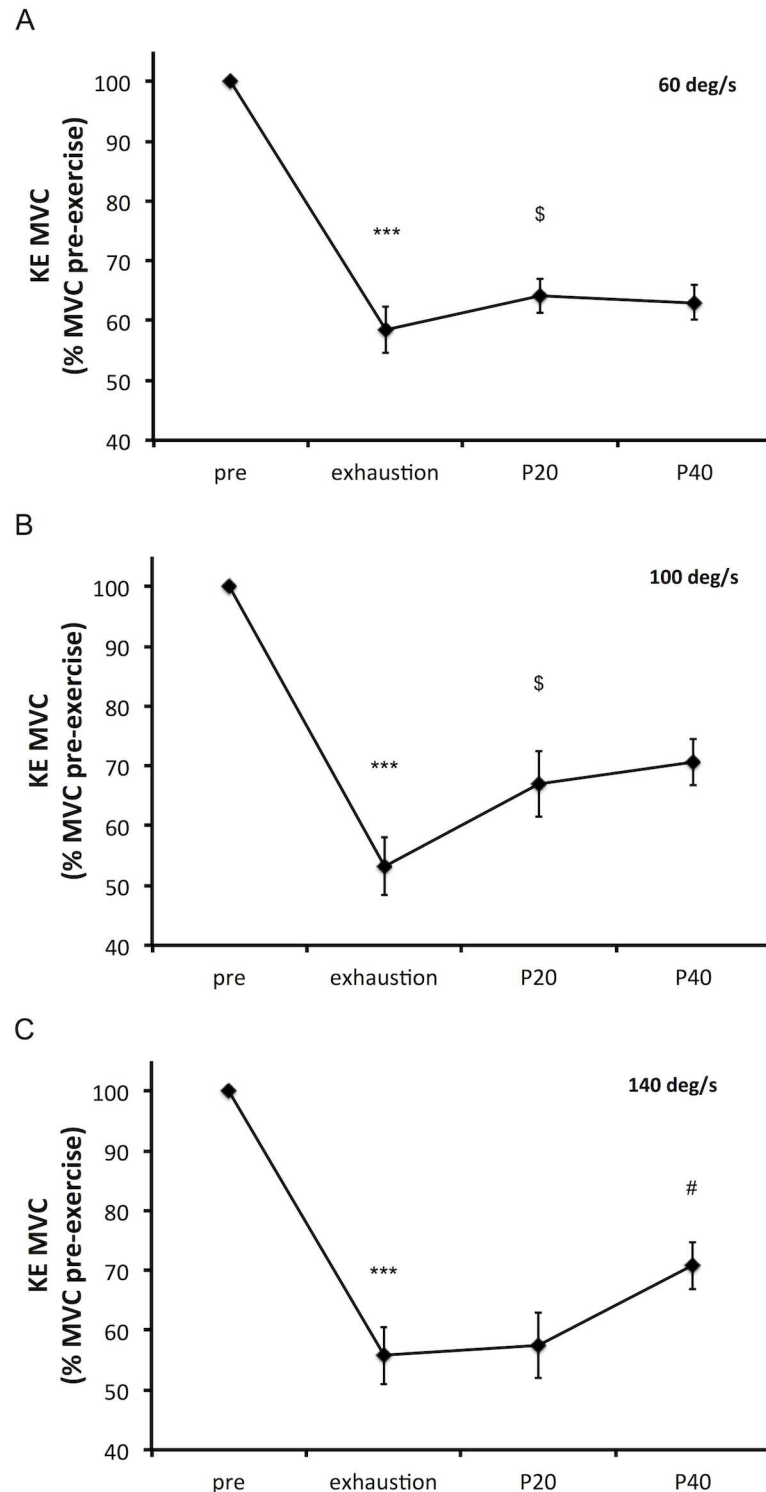 A
60 deg/s
KE MVC
(% MVC pre-exercise)
100
90
80
70
60
50
40
***
$
pre exhaustion P20 P40
B
100 deg/s
KE MVC
(% MVC pre-exercise)
100
90
80
70
60
50
40
***
$
pre exhaustion P20 P40
C
140 deg/s
KE MVC
(% MVC pre-exercise)
100
90
80
70
60
50
40
***
#
pre exhaustion P20 P40